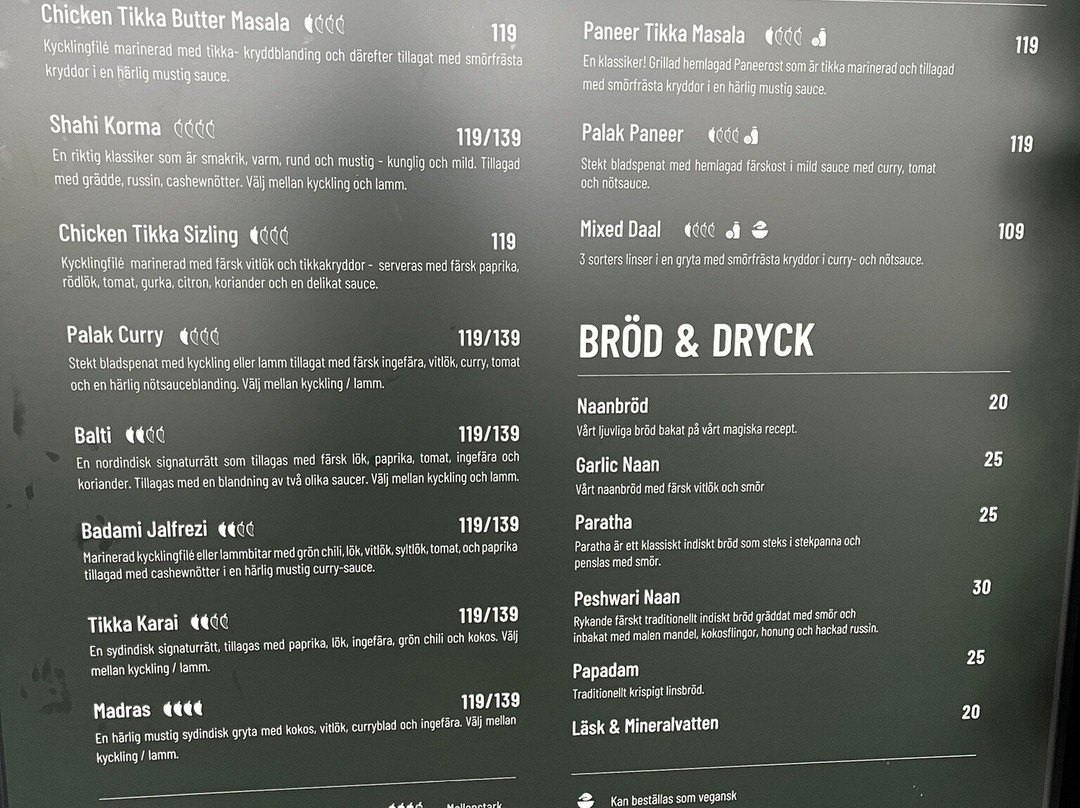 Chicken Tikka Butter Masala
119
Kycklingfilé marinerad med tikka- kryddblanding och därefter tillagat med smörfrästa
kryddor i en härlig mustig sauce.
Shahi Korma
119/139
En riktig klassiker som är smakrik, varm, rund och mustig - kunglig och mild. Tillagad
med grädde, russin, cashewnötter. Välj mellan kyckling och lamm.
Chicken Tikka Sizling
119
Kycklingfilé marinerad med färsk vitlök och tikkakryddor - serveras med färsk paprika,
rödlök, tomat, gurka, citron, koriander och en delikat sauce.
Palak Curry
119/139
Stekt bladspenat med kyckling eller lamm tillagat med färsk ingefära, vitlök, curry, tomat
och en härlig nötsauceblanding. Välj mellan kyckling / lamm.
Balti
119/139
En nordindisk signaturrätt som tillagas med färsk lök, paprika, tomat, ingefära och
koriander. Tillagas med en blandning av två olika saucer. Välj mellan kyckling och lamm.
Badami Jalfrezi
119/139
Marinerad kycklingfilé eller lammbitar med grön chili, lök, vitlök, syltlök, tomat, och paprika
tillagad med cashewnötter i en härlig mustig curry-sauce.
Tikka Karai
119/139
En sydindisk signaturrätt, tillagas med paprika, lök, ingefära, grön chili och kokos. Välj
mellan kyckling / lamm.
Madras
119/139
En härlig mustig sydindisk gryta med kokos, vitlök, curryblad och ingefära. Välj mellan
kyckling / lamm.
Mellanstark
Paneer Tikka Masala
119
En klassiker! Grillad hemlagad Paneerost som är tikka marinerad och tillagad
med smörfrästa kryddor i en härlig mustig sauce.
Palak Paneer
119
Stekt bladspenat med hemlagad färskost i mild sauce med curry, tomat
och nötsauce.
Mixed Daal
109
3 sorters linser i en gryta med smörfrästa kryddor i curry- och nötsauce.
BRÖD & DRYCK
Naanbröd
20
Vårt ljuvliga bröd bakat på vårt magiska recept.
Garlic Naan
25
Vårt naanbröd med färsk vitlök och smör
Paratha
25
Paratha är ett klassiskt indiskt bröd som steks i stekpanna och
penslas med smör.
Peshwari Naan
30
Rykande färskt traditionellt indiskt bröd gräddat med smör och
inbakat med malen mandel, kokosflingor, honung och hackad russin.
Papadam
25
Traditionellt krispigt linsbröd.
Läsk & Mineralvatten
20
Kan beställas som vegansk